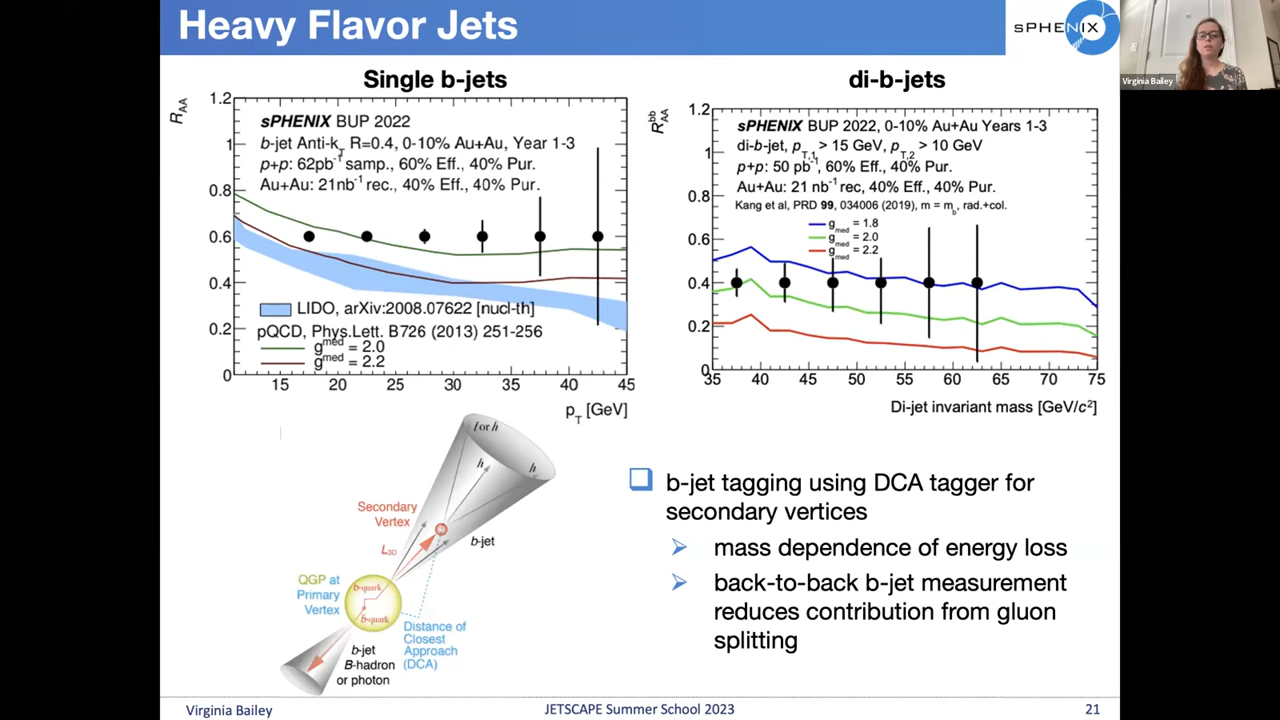 Heavy Flavor Jets
sPHENIX
Virginia Bailey
Single b-jets
R_AA
1.2
1
0.8
0.6
0.4
0.2
0
sPHENIX BUP 2022
b-jet Anti-k_T R=0.4, 0-10% Au+Au, Year 1-3
p+p: 62pb⁻¹ samp., 60% Eff., 40% Pur.
Au+Au: 21nb⁻¹ rec., 40% Eff., 40% Pur.
LIDO, arXiv:2008.07622 [nucl-th]
pQCD, Phys.Lett. B726 (2013) 251-256
g^med = 2.0
g^med = 2.2
15 20 25 30 35 40 45
p_T [GeV]
di-b-jets
R_AA^bb
1.2
1
0.8
0.6
0.4
0.2
0
sPHENIX BUP 2022, 0-10% Au+Au Years 1-3
di-b-jet, p_T,1 > 15 GeV, p_T,2 > 10 GeV
p+p: 50 pb⁻¹, 60% Eff., 40% Pur.
Au+Au: 21 nb⁻¹ rec, 40% Eff., 40% Pur.
Kang et al, PRD 99, 034006 (2019), m = m_b, rad.+col.
g_med = 1.8
g_med = 2.0
g_med = 2.2
35 40 45 50 55 60 65 70 75
Di-jet invariant mass [GeV/c²]
l or h
h
h
Secondary
Vertex
L3D
b-jet
QGP at
Primary
Vertex
b-quark
b̄-quark
Distance of
Closest
Approach
(DCA)
b-jet
B-hadron
or photon
b-jet tagging using DCA tagger for
secondary vertices
mass dependence of energy loss
back-to-back b-jet measurement
reduces contribution from gluon
splitting
Virginia Bailey
JETSCAPE Summer School 2023
21